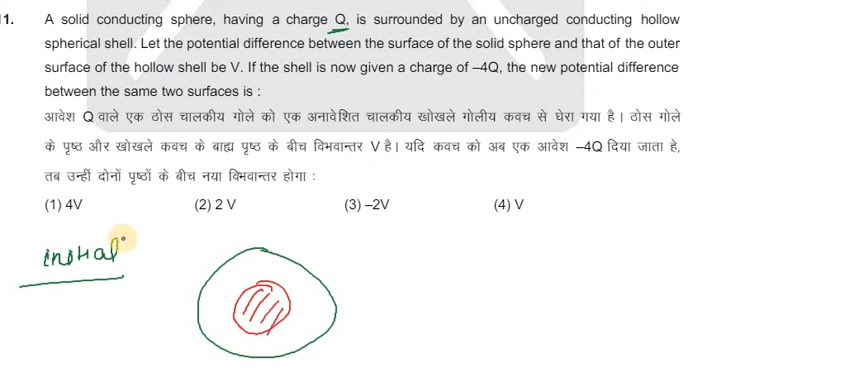 11. A solid conducting sphere, having a charge Q, is surrounded by an uncharged conducting hollow
spherical shell. Let the potential difference between the surface of the solid sphere and that of the outer
surface of the hollow shell be V. If the shell is now given a charge of –4Q, the new potential difference
between the same two surfaces is :
आवेश Q वाले एक ठोस चालकीय गोले को एक अनावेशित चालकीय खोखले गोलीय कवच से घेरा गया है। ठोस गोले
के पृष्ठ और खोखले कवच के बाह्य पृष्ठ के बीच विभवान्तर V है। यदि कवच को अब एक आवेश –4Q दिया जाता है,
तब उन्हीं दोनों पृष्ठों के बीच नया विभवान्तर होगा :
(1) 4V (2) 2 V (3) –2V (4) V
initial